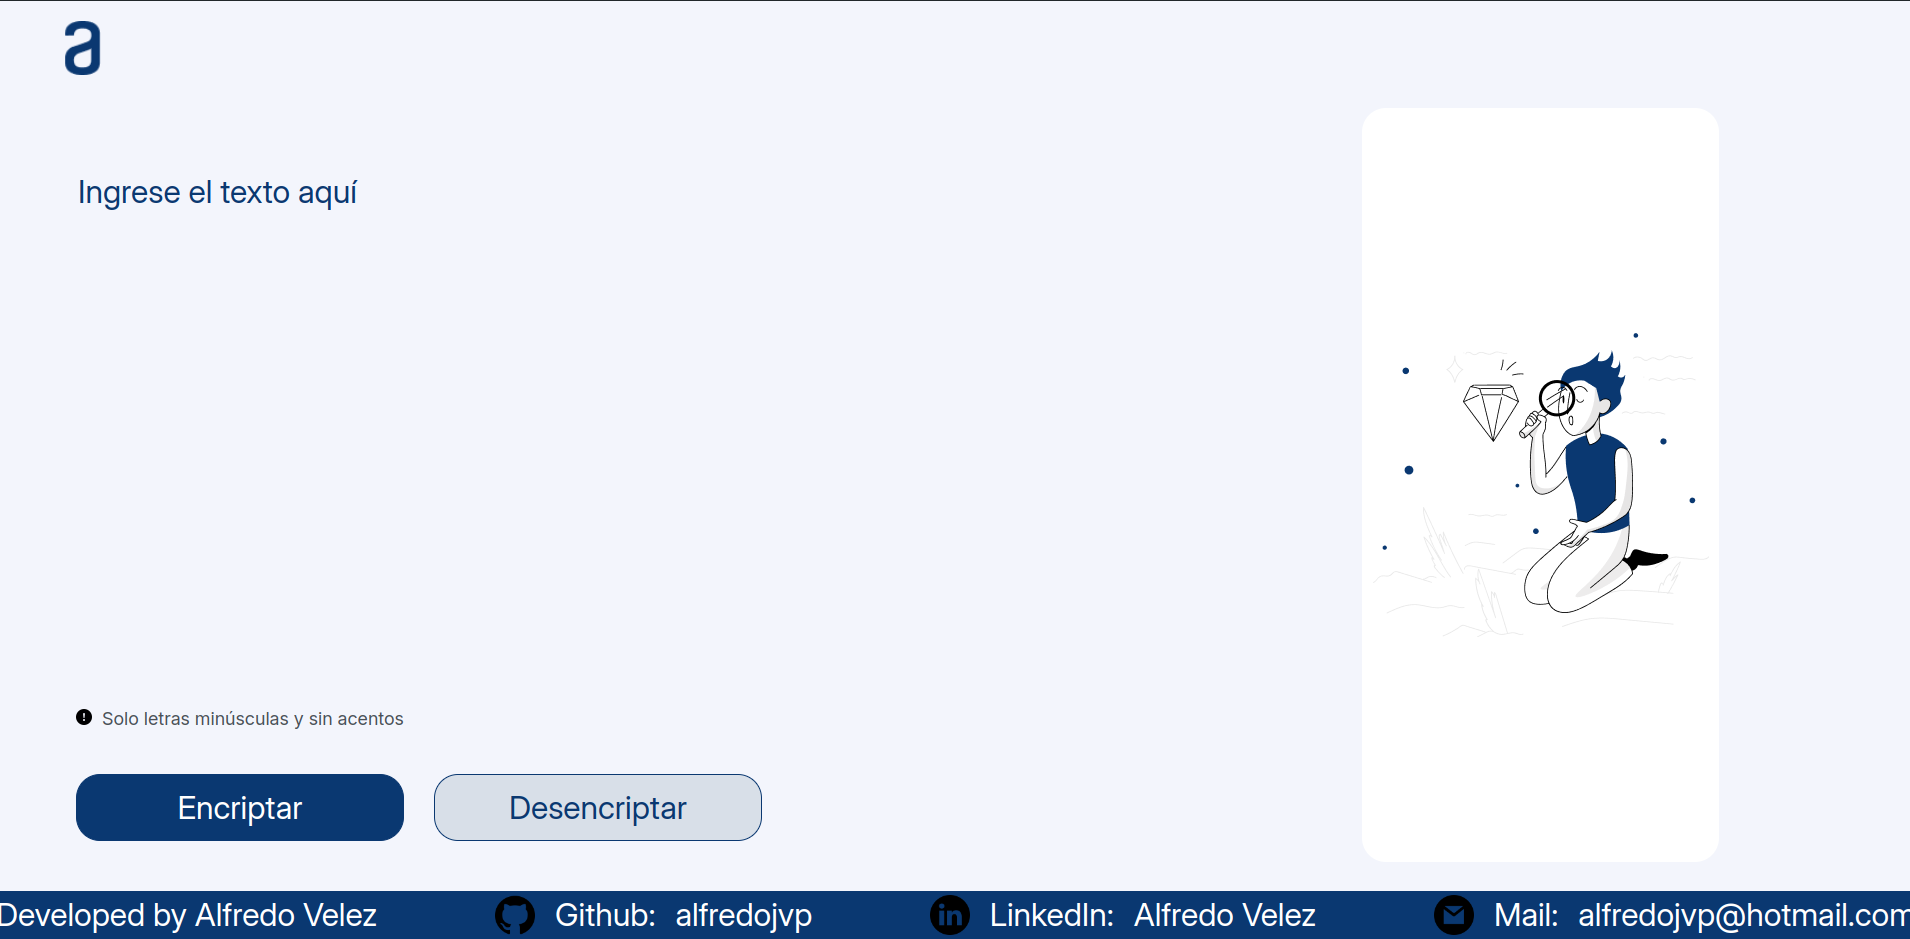 a
Ingrese el texto aquí
Solo letras minúsculas y sin acentos
Encriptar
Desencriptar
Developed by Alfredo Velez
Github: alfredojvp
LinkedIn: Alfredo Velez
Mail: alfredojvp@hotmail.com